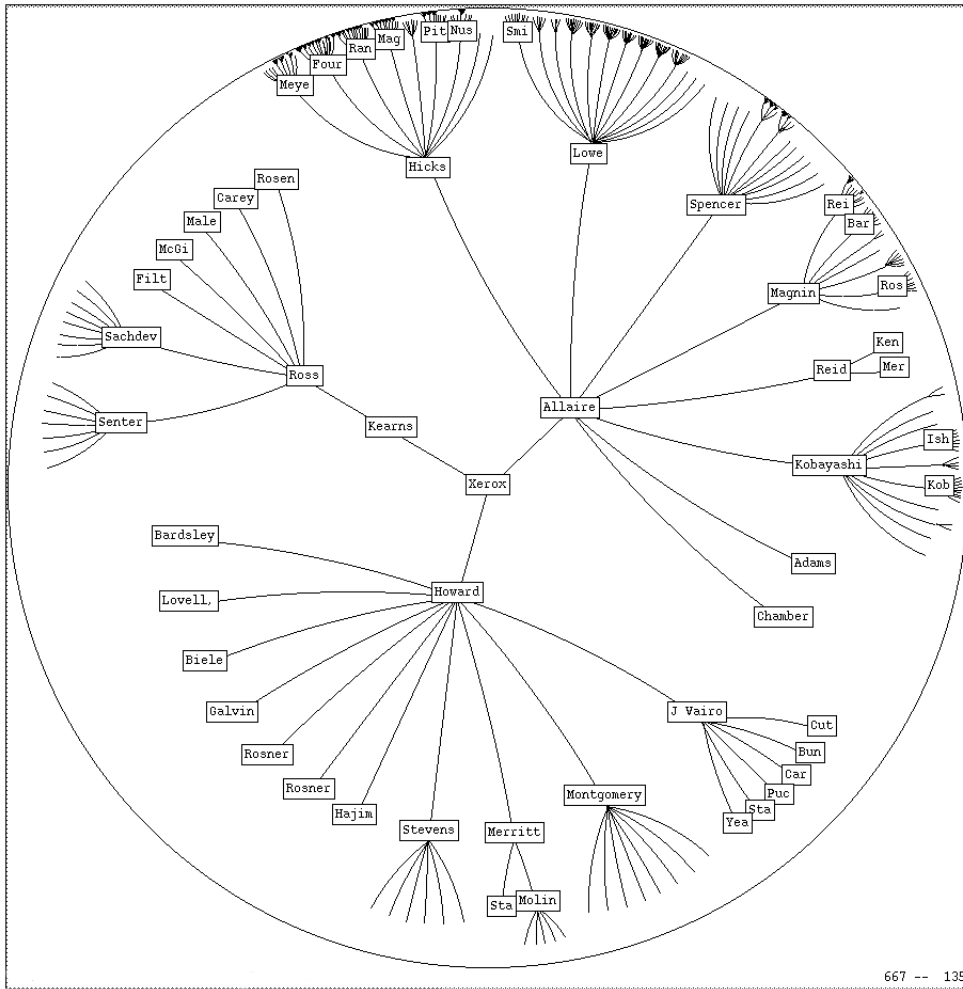 Smi
Pit
Nus
Mag
Ran
Four
Meye
Lowe
Hicks
Rosen
Carey
Spencer
Rei
Male
Bar
McGi
Filt
Ros
Magnin
Sachdev
Ken
Mer
Reid
Ross
Allaire
Senter
Kearns
Ish
Kobayashi
Xerox
Kob
Bardsley
Adams
Howard
Lovell,
Chamber
Biele
Galvin
J Vairo
Cut
Rosner
Bun
Car
Rosner
Puc
Montgomery
Hajim
Sta
Yea
Stevens
Merritt
Sta
Molin
667 -- 135